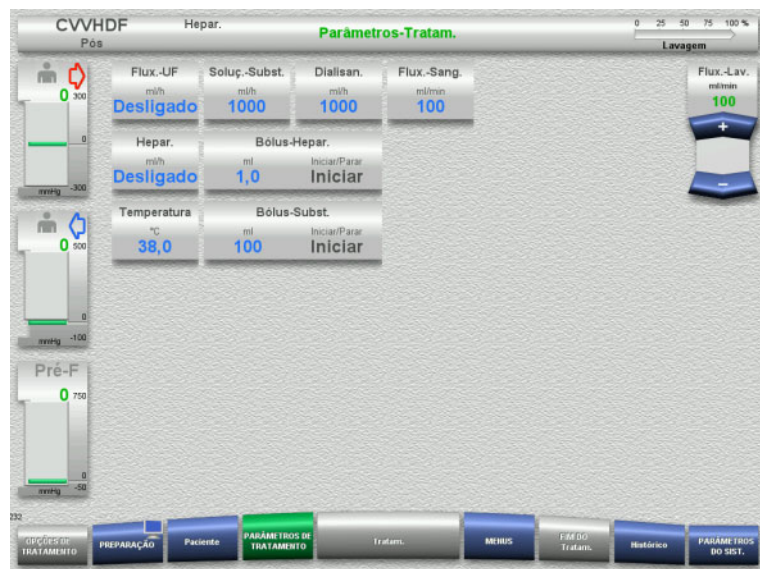 CVVHDF
Pós
Hepar.
Parâmetros-Tratam.
0 25 50 75 100 %
Lavagem
0 300
0
mmHg -300
Flux.-UF
ml/h
Desligado
Soluç.-Subst.
ml/h
1000
Dialisan.
ml/h
1000
Flux.-Sang.
ml/min
100
Flux.-Lav.
ml/min
100
+
−
Hepar.
ml/h
Desligado
Bólus-Hepar.
ml Iniciar/Parar
1,0 Iniciar
Temperatura
°C
38,0
Bólus-Subst.
ml Iniciar/Parar
100 Iniciar
0 500
0
mmHg -100
Pré-F
0 750
0
mmHg -50
232
OPÇÕES DE
TRATAMENTO
PREPARAÇÃO
Paciente
PARÂMETROS DE
TRATAMENTO
Tratam.
MENUS
FIM DO
Tratam.
Histórico
PARÂMETROS
DO SIST.